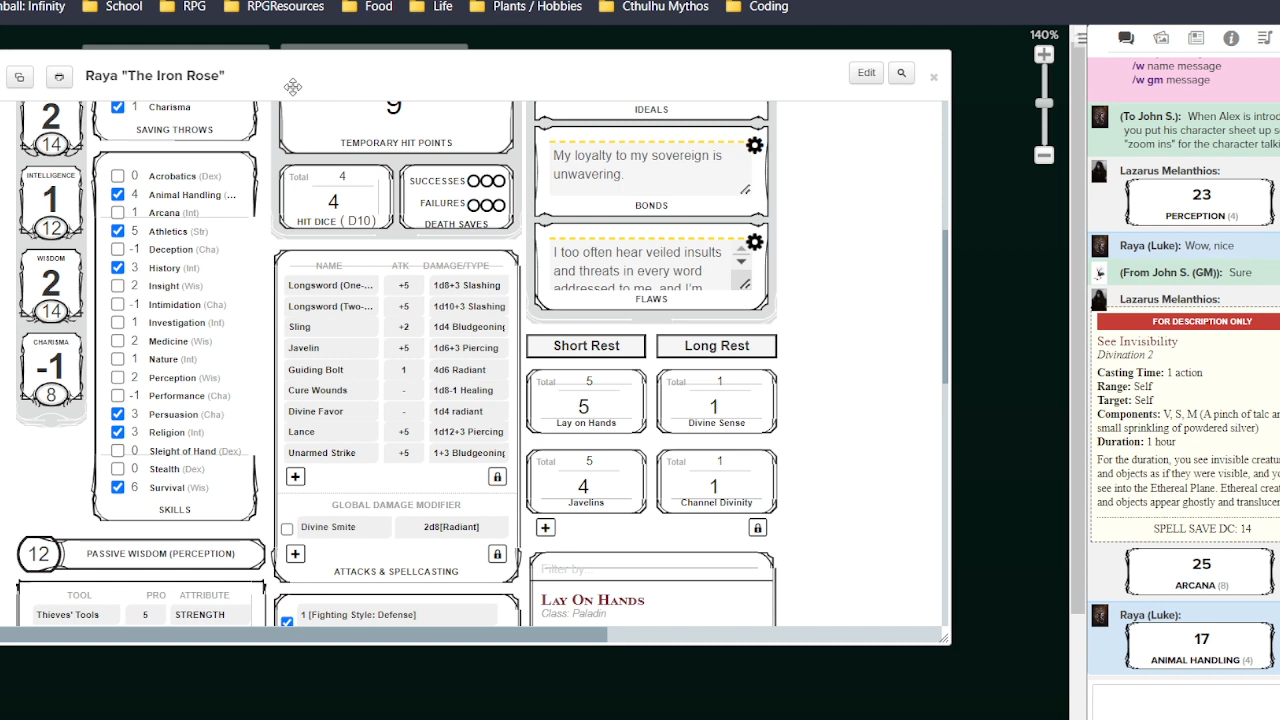 nball: Infinity School RPG RPGResources Food Life Plants / Hobbies Cthulhu Mythos Coding
140%
Raya "The Iron Rose"
Edit
2
14
INTELLIGENCE
1
12
WISDOM
2
14
CHARISMA
-1
8
1 Charisma
SAVING THROWS
0 Acrobatics (Dex)
4 Animal Handling (...
1 Arcana (Int)
5 Athletics (Str)
-1 Deception (Cha)
3 History (Int)
2 Insight (Wis)
-1 Intimidation (Cha)
1 Investigation (Int)
2 Medicine (Wis)
1 Nature (Int)
2 Perception (Wis)
-1 Performance (Cha)
3 Persuasion (Cha)
3 Religion (Int)
0 Sleight of Hand (Dex)
0 Stealth (Dex)
6 Survival (Wis)
SKILLS
12 PASSIVE WISDOM (PERCEPTION)
TOOL PRO ATTRIBUTE
Thieves' Tools 5 STRENGTH
9
TEMPORARY HIT POINTS
Total 4
4
HIT DICE ( D10)
SUCCESSES
FAILURES
DEATH SAVES
NAME ATK DAMAGE/TYPE
Longsword (One-... +5 1d8+3 Slashing
Longsword (Two-... +5 1d10+3 Slashing
Sling +2 1d4 Bludgeoning
Javelin +5 1d6+3 Piercing
Guiding Bolt 1 4d6 Radiant
Cure Wounds - 1d8-1 Healing
Divine Favor - 1d4 radiant
Lance +5 1d12+3 Piercing
Unarmed Strike +5 1+3 Bludgeoning
+
GLOBAL DAMAGE MODIFIER
Divine Smite 2d8[Radiant]
+
ATTACKS & SPELLCASTING
1 [Fighting Style: Defense]
IDEALS
My loyalty to my sovereign is
unwavering.
BONDS
I too often hear veiled insults
and threats in every word
addressed to me, and I'm
FLAWS
Short Rest Long Rest
Total 5
5
Lay on Hands
Total 1
1
Divine Sense
Total 5
4
Javelins
Total 1
1
Channel Divinity
+
Filter by...
LAY ON HANDS
Class: Paladin
/w name message
/w gm message
(To John S.): When Alex is introd
you put his character sheet up s
"zoom ins" for the character talki
Lazarus Melanthios:
23
PERCEPTION (4)
Raya (Luke): Wow, nice
(From John S. (GM)): Sure
Lazarus Melanthios:
FOR DESCRIPTION ONLY
See Invisibility
Divination 2
Casting Time: 1 action
Range: Self
Target: Self
Components: V, S, M (A pinch of talc an
small sprinkling of powdered silver)
Duration: 1 hour
For the duration, you see invisible creatu
and objects as if they were visible, and yo
see into the Ethereal Plane. Ethereal creat
and objects appear ghostly and transluce
SPELL SAVE DC: 14
25
ARCANA (8)
Raya (Luke):
17
ANIMAL HANDLING (4)